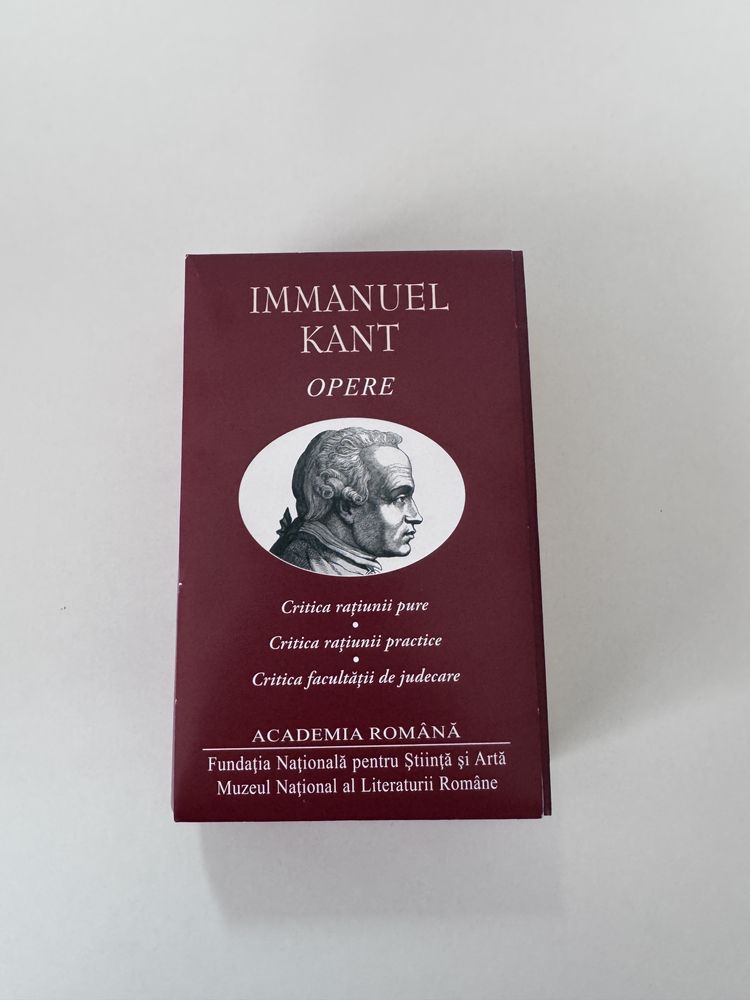 IMMANUEL
KANT
OPERE
Critica rațiunii pure
•
Critica rațiunii practice
•
Critica facultății de judecare
ACADEMIA ROMÂNĂ
Fundația Națională pentru Știință și Artă
Muzeul Național al Literaturii Române